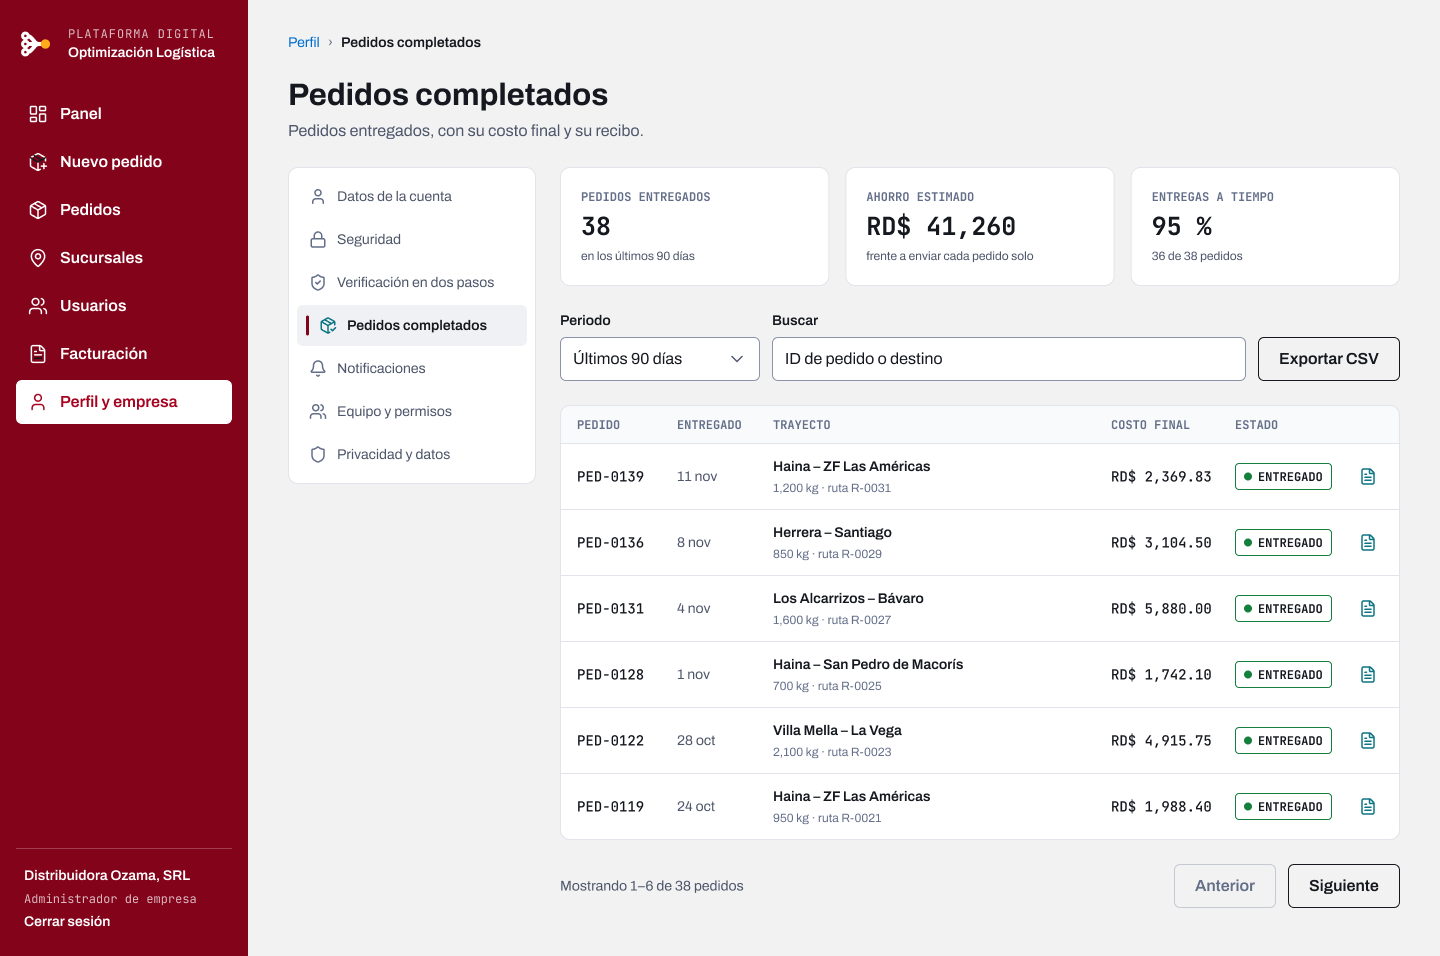 PLATAFORMA DIGITAL
Optimización Logística
Panel
Nuevo pedido
Pedidos
Sucursales
Usuarios
Facturación
Perfil y empresa
Distribuidora Ozama, SRL
Administrador de empresa
Cerrar sesión
Perfil › Pedidos completados
Pedidos completados
Pedidos entregados, con su costo final y su recibo.
Datos de la cuenta
Seguridad
Verificación en dos pasos
Pedidos completados
Notificaciones
Equipo y permisos
Privacidad y datos
PEDIDOS ENTREGADOS
38
en los últimos 90 días
AHORRO ESTIMADO
RD$ 41,260
frente a enviar cada pedido solo
ENTREGAS A TIEMPO
95 %
36 de 38 pedidos
Periodo
Últimos 90 días
Buscar
ID de pedido o destino
Exportar CSV
PEDIDO ENTREGADO TRAYECTO COSTO FINAL ESTADO
PED-0139 11 nov Haina – ZF Las Américas RD$ 2,369.83 ENTREGADO
1,200 kg · ruta R-0031
PED-0136 8 nov Herrera – Santiago RD$ 3,104.50 ENTREGADO
850 kg · ruta R-0029
PED-0131 4 nov Los Alcarrizos – Bávaro RD$ 5,880.00 ENTREGADO
1,600 kg · ruta R-0027
PED-0128 1 nov Haina – San Pedro de Macorís RD$ 1,742.10 ENTREGADO
700 kg · ruta R-0025
PED-0122 28 oct Villa Mella – La Vega RD$ 4,915.75 ENTREGADO
2,100 kg · ruta R-0023
PED-0119 24 oct Haina – ZF Las Américas RD$ 1,988.40 ENTREGADO
950 kg · ruta R-0021
Mostrando 1–6 de 38 pedidos
Anterior
Siguiente